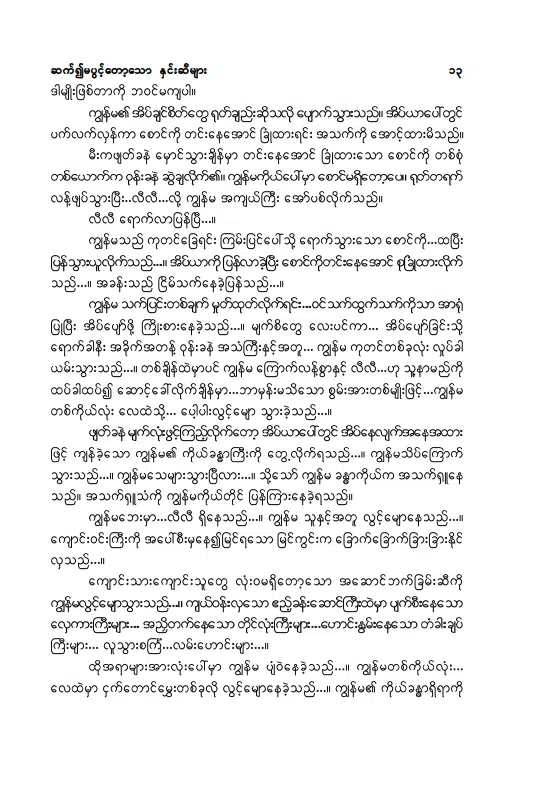 ဆက်၍မပွင့်တော့သော နှင်းဆီများ ၁၃
ဒါမျိုးဖြစ်တာကို ဘဝင်မကျပါ။
ကျွန်မ၏ အိပ်ချင်စိတ်တွေ ရုတ်ချည်းဆိုသလို ပျောက်သွားသည်။ အိပ်ယာပေါ်တွင်
ပက်လက်လှန်ကာ စောင်ကို တင်းနေအောင် ခြုံထားရင်း အသက်ကို အောင့်ထားမိသည်။
မီးကဖျတ်ခနဲ မှောင်သွားချိန်မှာ တင်းနေအောင် ခြုံထားသော စောင်ကို တစ်စုံ
တစ်ယောက်က ဝုန်းခနဲ ဆွဲချလိုက်၏။ ကျွန်မကိုယ်ပေါ်မှာ စောင်မရှိတော့ပေ။ ရုတ်တရက်
လန့်ဖျပ်သွားပြီး..လီလီ...လို့ ကျွန်မ အကျယ်ကြီး အော်ပစ်လိုက်သည်။
လီလီ ရောက်လာပြန်ပြီ...။
ကျွန်မသည် ကုတင်ခြေရင်း ကြမ်းပြင်ပေါ်သို့ ရောက်သွားသော စောင်ကို...ထပြီး
ပြန်သွားယူလိုက်သည်...။ အိပ်ယာကိုပြန်လာခဲ့ပြီး စောင်ကိုတင်းနေအောင် စုခြုံထားလိုက်
သည်...။ အခန်းသည် ငြိမ်သက်နေခဲ့ပြန်သည်...။
ကျွန်မ သက်ပြင်းတစ်ချက် မှုတ်ထုတ်လိုက်ရင်း...ဝင်သက်ထွက်သက်ကိုသာ အာရုံ
ပြုပြီး အိပ်ပျော်ဖို့ ကြိုးစားနေခဲ့သည်...။ မျက်စိတွေ လေးပင်ကာ... အိပ်ပျော်ခြင်းသို့
ရောက်ခါနီး အခိုက်အတန့် ဝုန်းခနဲ အသံကြီးနှင့်အတူ... ကျွန်မ ကုတင်တစ်ခုလုံး လှုပ်ခါ
ယမ်းသွားသည်...။ တစ်ချိန်ထဲမှာပင် ကျွန်မ ကြောက်လန့်စွာနှင့် လီလီ...ဟု သူ့နာမည်ကို
ထပ်ခါထပ်၍ ဆောင့်ခေါ်လိုက်ချိန်မှာ...ဘာမှန်းမသိသော စွမ်းအားတစ်မျိုးဖြင့်...ကျွန်မ
တစ်ကိုယ်လုံး လေထဲသို့... ပေါ့ပါးလွင့်မျော သွားခဲ့သည်...။
ဖျတ်ခနဲ မျက်လုံးဖွင့်ကြည့်လိုက်တော့ အိပ်ယာပေါ်တွင် အိပ်နေလျက်အနေအထား
ဖြင့် ကျန်ခဲ့သော ကျွန်မ၏ ကိုယ်ခန္ဓာကြီးကို တွေ့လိုက်ရသည်...။ ကျွန်မသိပ်ကြောက်
သွားသည်...။ ကျွန်မသေများသွားပြီလား...။ သို့သော် ကျွန်မ ခန္ဓာကိုယ်က အသက်ရှူနေ
သည်။ အသက်ရှူသံကို ကျွန်မကိုယ်တိုင် ပြန်ကြားနေခဲ့ရသည်။
ကျွန်မဘေးမှာ...လီလီ ရှိနေသည်...။ ကျွန်မ သူနှင့်အတူ လွင့်မျောနေသည်...။
ကျောင်းဝင်းကြီးကို အပေါ်စီးမှနေ၍မြင်ရသော မြင်ကွင်းက ခြောက်ခြောက်ခြားခြားနိုင်
လှသည်...။
ကျောင်းသားကျောင်းသူတွေ လုံးဝမရှိတော့သော အဆောင်ဘက်ခြမ်းဆီကို
ကျွန်မလွင့်မျောသွားသည်...။ ကျယ်ဝန်းလှသော ဧည့်ခန်းဆောင်ကြီးထဲမှာ ပျက်စီးနေသော
လှေကားကြီးများ... အညှိတက်နေသော တိုင်လုံးကြီးများ...ဟောင်းနွမ်းနေသော တံခါးချပ်
ကြီးများ... လူသွားစင်္ကြံ...လမ်းဟောင်းများ...။
ထိုအရာများအားလုံးပေါ်မှာ ကျွန်မ ပျံဝဲနေခဲ့သည်...။ ကျွန်မတစ်ကိုယ်လုံး...
လေထဲမှာ ငှက်တောင်မွှေးတစ်ခုလို လွင့်မျောနေခဲ့သည်...။ ကျွန်မ၏ ကိုယ်ခန္ဓာရှိရာကို